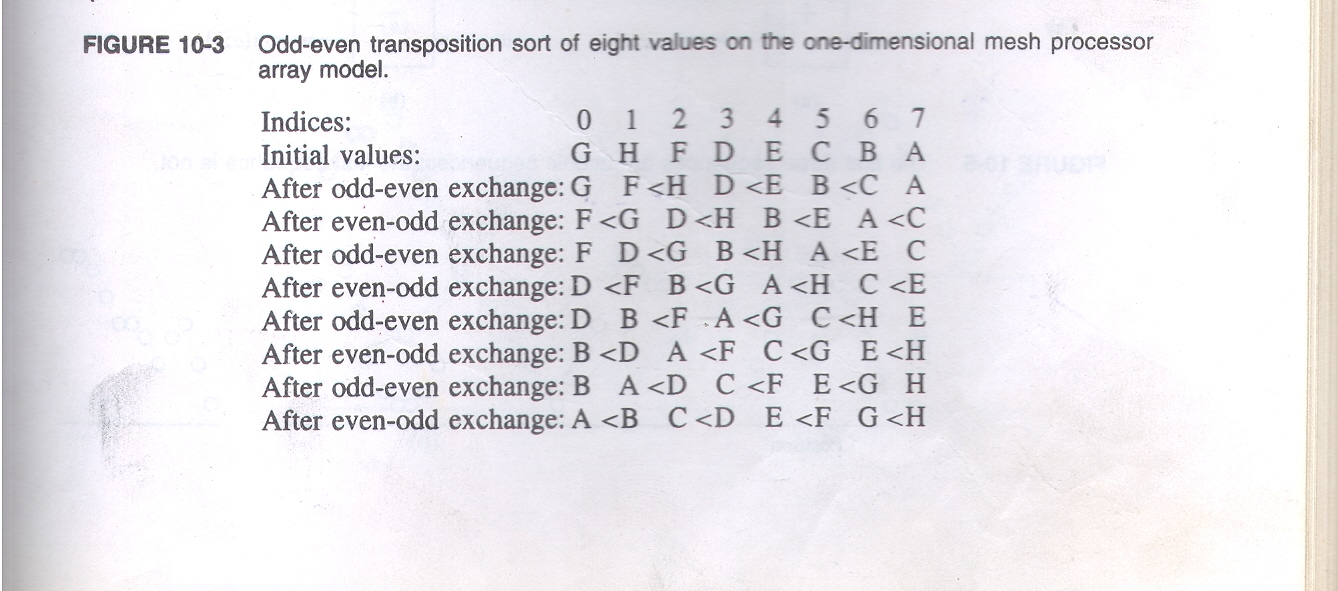 FIGURE 10-3 Odd-even transposition sort of eight values on the one-dimensional mesh processor
array model.
Indices: 0 1 2 3 4 5 6 7
Initial values: G H F D E C B A
After odd-even exchange: G F <H D <E B <C A
After even-odd exchange: F <G D <H B <E A <C
After odd-even exchange: F D <G B <H A <E C
After even-odd exchange: D <F B <G A <H C <E
After odd-even exchange: D B <F A <G C <H E
After even-odd exchange: B <D A <F C <G E <H
After odd-even exchange: B A <D C <F E <G H
After even-odd exchange: A <B C <D E <F G <H